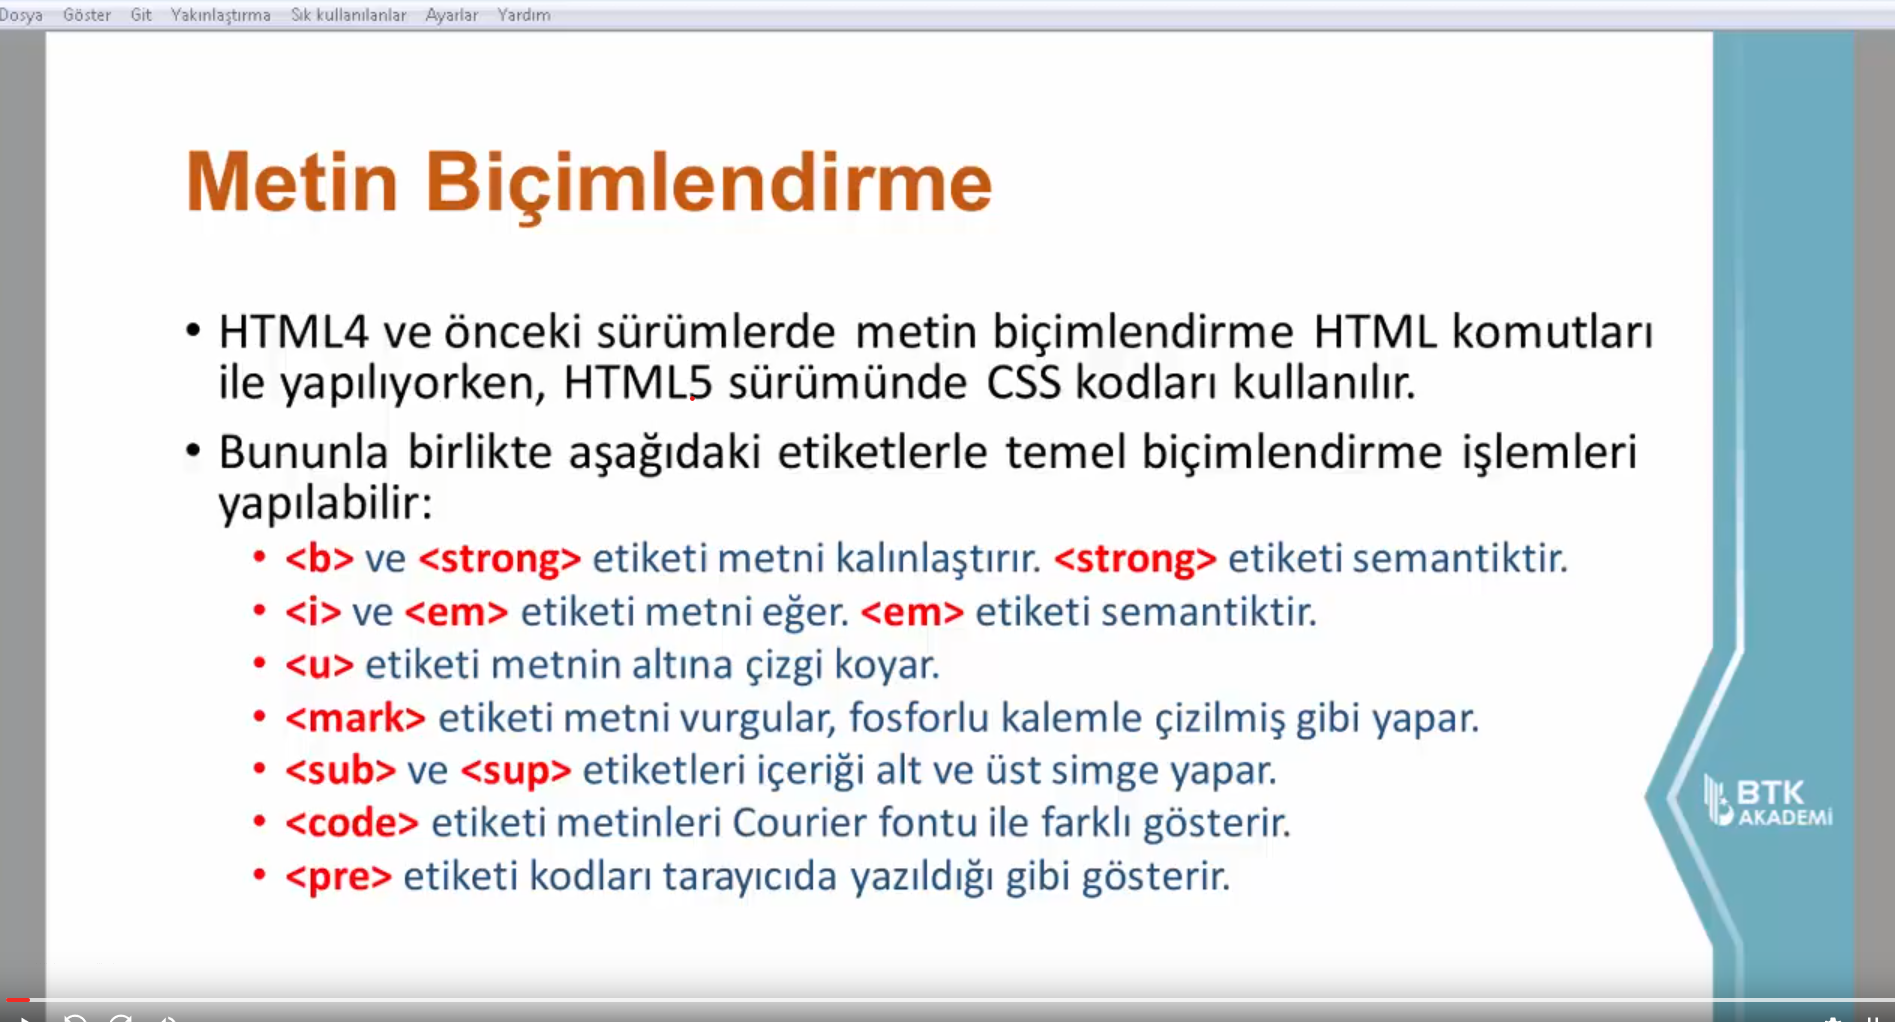 Dosya Göster Git Yakınlaştırma Sık kullanılanlar Ayarlar Yardım
Metin Biçimlendirme
• HTML4 ve önceki sürümlerde metin biçimlendirme HTML komutları
ile yapılıyorken, HTML5 sürümünde CSS kodları kullanılır.
• Bununla birlikte aşağıdaki etiketlerle temel biçimlendirme işlemleri
yapılabilir:
• <b> ve <strong> etiketi metni kalınlaştırır. <strong> etiketi semantiktir.
• <i> ve <em> etiketi metni eğer. <em> etiketi semantiktir.
• <u> etiketi metnin altına çizgi koyar.
• <mark> etiketi metni vurgular, fosforlu kalemle çizilmiş gibi yapar.
• <sub> ve <sup> etiketleri içeriği alt ve üst simge yapar.
• <code> etiketi metinleri Courier fontu ile farklı gösterir.
• <pre> etiketi kodları tarayıcıda yazıldığı gibi gösterir.
BTK
AKADEMİ